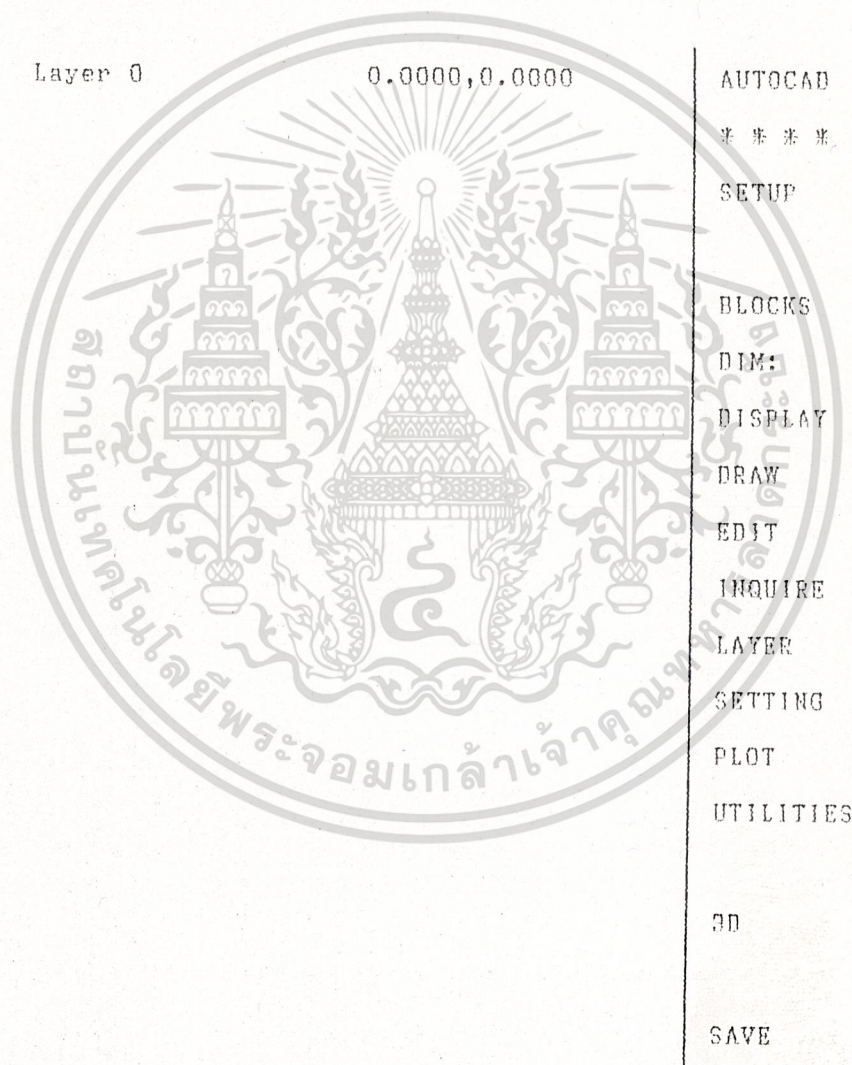 Layer 0 0.0000,0.0000
AUTOCAD
* * * *
SETUP
BLOCKS
DIM:
DISPLAY
DRAW
EDIT
INQUIRE
LAYER
SETTING
PLOT
UTILITIES
3D
SAVE
สถาบันเทคโนโลยีพระจอมเกล้าเจ้าคุณทหารลาดกระบัง